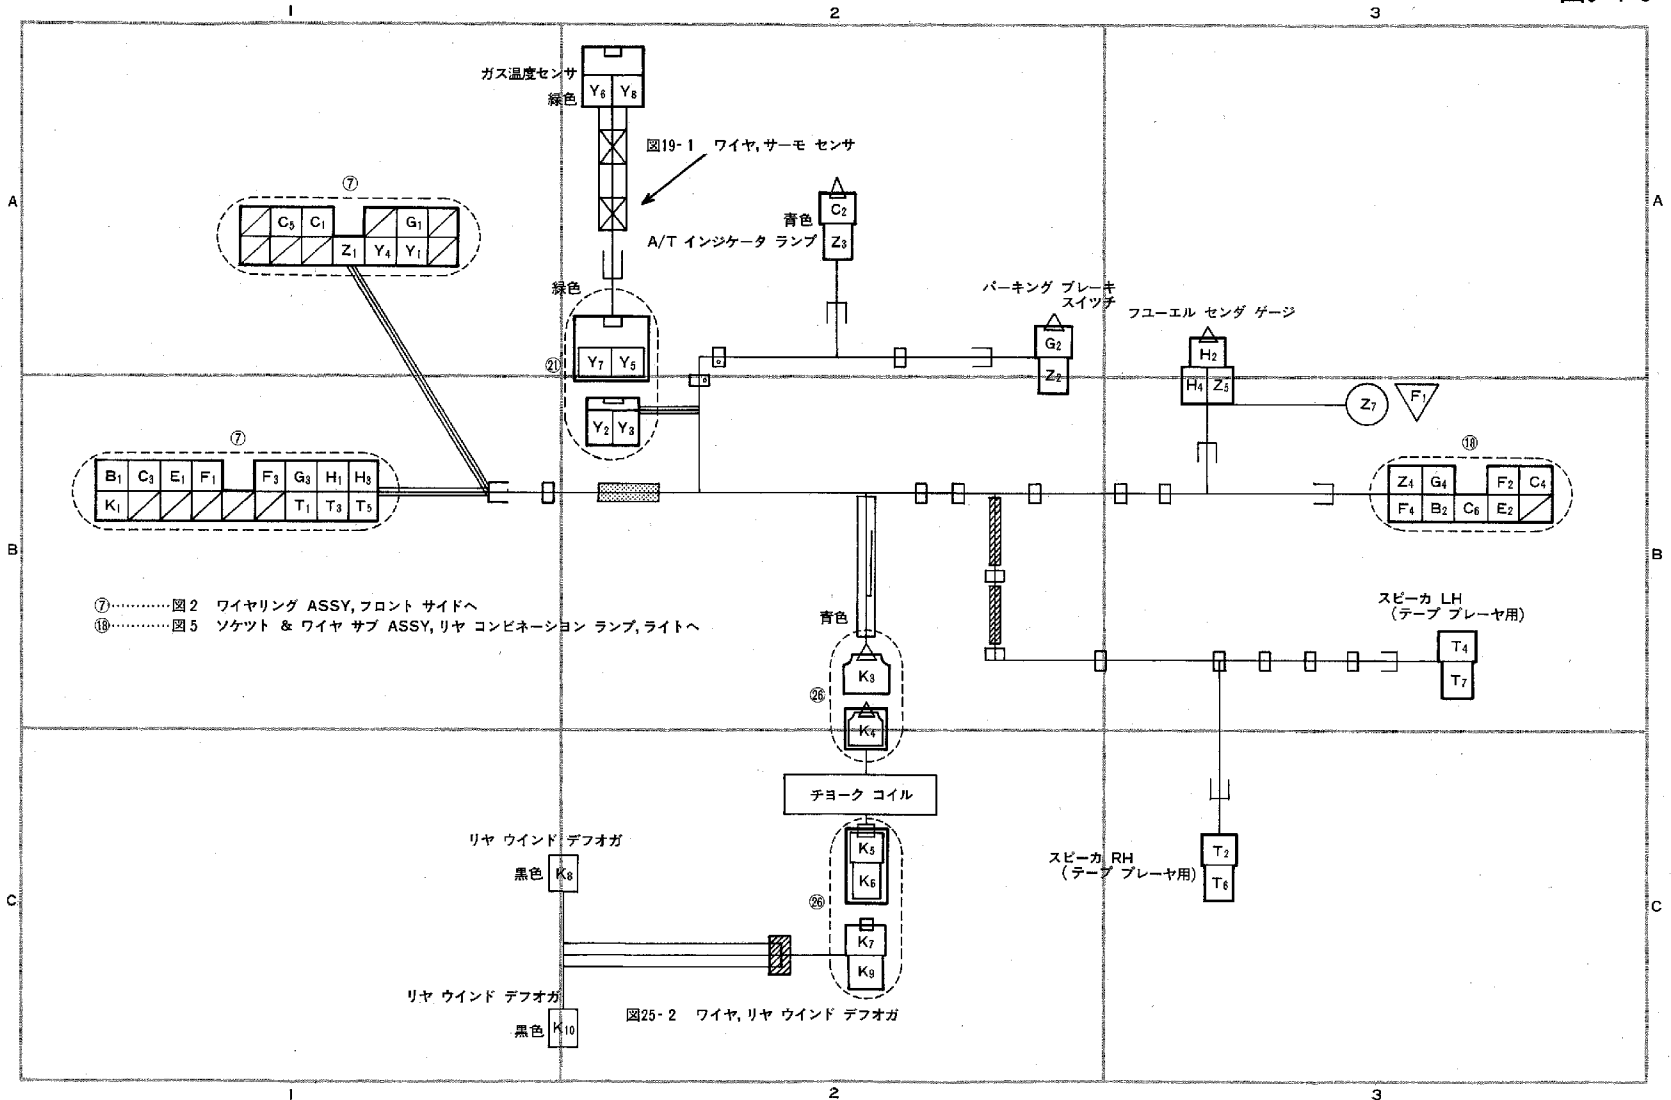 1 2 3
ガス温度センサ
緑色
Y6 Y8
図19-1 ワイヤ,サーモ センサ
A A
⑦
C5 C1 G1
Z1 Y4 Y1
C2
青色
A/T インジケータ ランプ
Z3
緑色
パーキング ブレーキ
スイッチ
フユーエル センダ ゲージ
G2
Z2
H2
H4 Z5
㉑
Y7 Y5
Y2 Y3
Z7 F1
⑦
B1 C3 E1 F1 F3 G3 H1 H3
K1 T1 T3 T5
⑱
Z4 G4 F2 C4
F4 B2 C6 E2
B B
⑦…………図2 ワイヤリング ASSY,フロント サイドへ
⑱…………図5 ソケツト & ワイヤ サブ ASSY,リヤ コンビネーション ランプ,ライトへ
青色
スピーカ LH
(テープ プレーヤ用)
T4
T7
K3
㉖
K4
チヨーク コイル
K5
K6
㉖
K7
K9
リヤ ウインド デフオガ
黒色 K8
スピーカ RH
(テープ プレーヤ用)
T2
T6
C C
リヤ ウインド デフオガ
黒色 K10
図25-2 ワイヤ,リヤ ウインド デフオガ
1 2 3